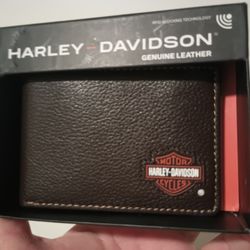 RFID BLOCKING TECHNOLOGY
HARLEY-DAVIDSON
GENUINE LEATHER
MOTOR
HARLEY-DAVIDSON
CYCLES